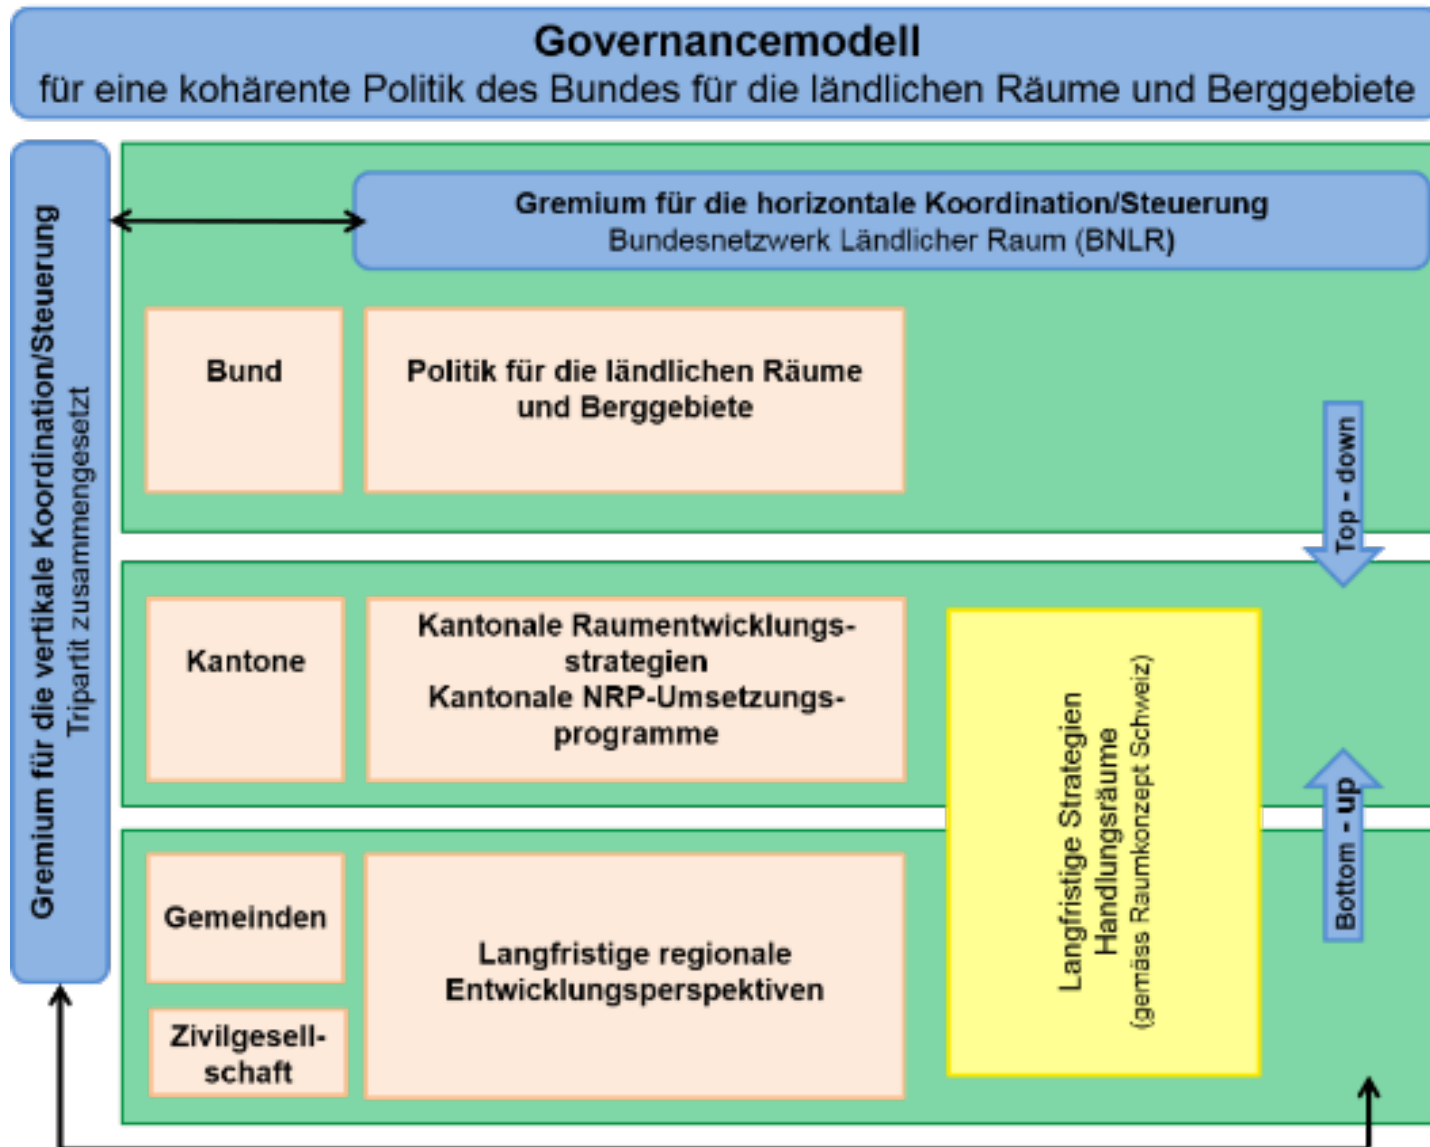 Governancemodell
für eine kohärente Politik des Bundes für die ländlichen Räume und Berggebiete
Gremium für die vertikale Koordination/Steuerung
Tripartit zusammengesetzt
Gremium für die horizontale Koordination/Steuerung
Bundesnetzwerk Ländlicher Raum (BNLR)
Bund
Politik für die ländlichen Räume
und Berggebiete
Top - down
Kantone
Kantonale Raumentwicklungs-
strategien
Kantonale NRP-Umsetzungs-
programme
Langfristige Strategien
Handlungsräume
(gemäss Raumkonzept Schweiz)
Bottom - up
Gemeinden
Zivilgesell-
schaft
Langfristige regionale
Entwicklungsperspektiven